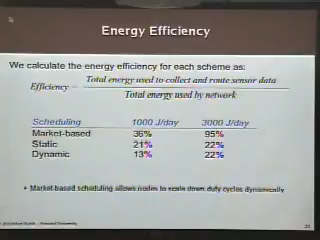 Energy Efficiency
We calculate the energy efficiency for each scheme as:
Efficiency = Total energy used to collect and route sensor data
Total energy used by network
Scheduling 1000 J/day 3000 J/day
Market-based 36% 95%
Static 21% 22%
Dynamic 13% 22%
• Market-based scheduling allows nodes to scale down duty cycles dynamically